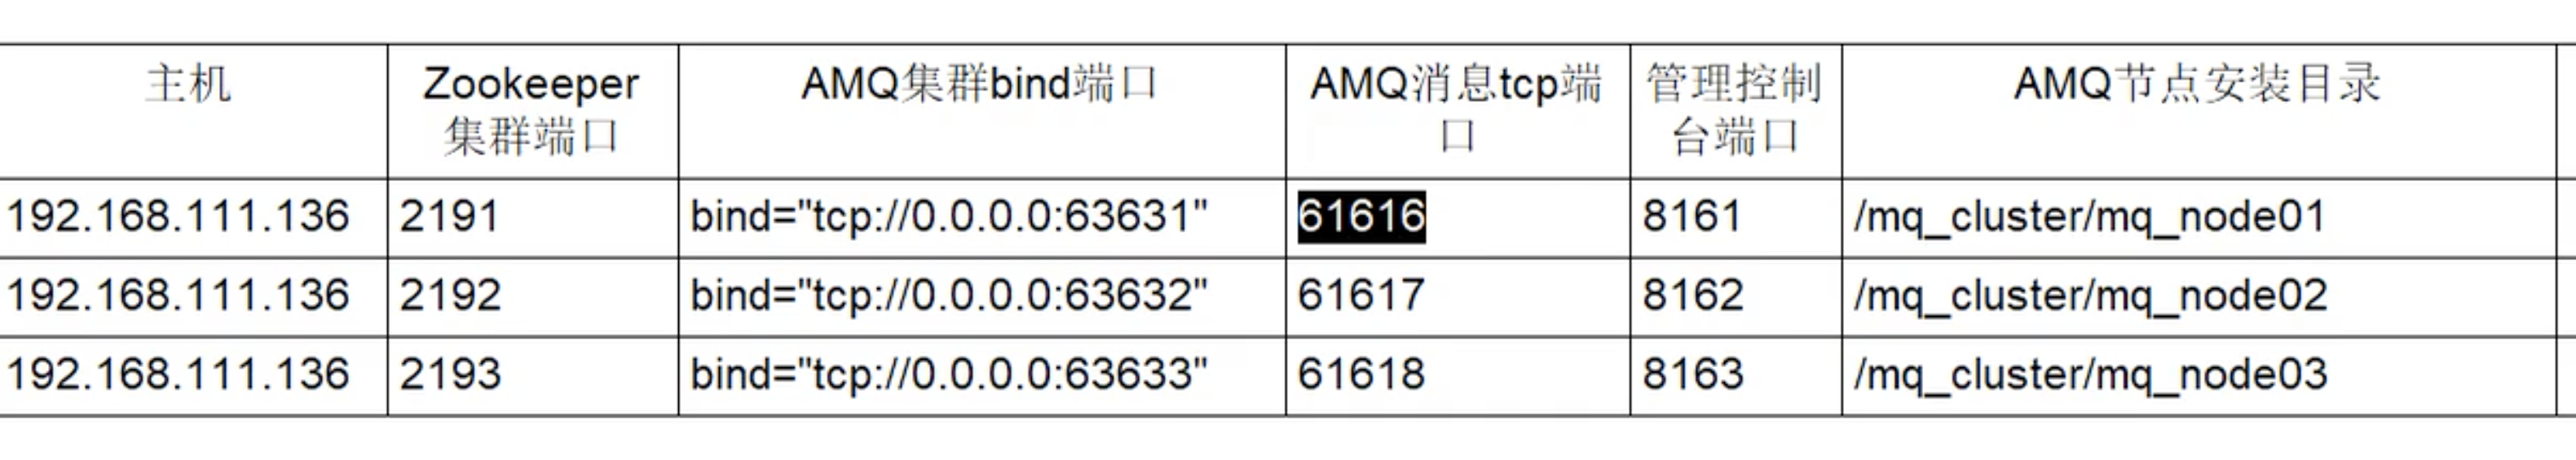 主机 Zookeeper集群端口 AMQ集群bind端口 AMQ消息tcp端口 管理控制台端口 AMQ节点安装目录
192.168.111.136 2191 bind="tcp://0.0.0.0:63631" 61616 8161 /mq_cluster/mq_node01
192.168.111.136 2192 bind="tcp://0.0.0.0:63632" 61617 8162 /mq_cluster/mq_node02
192.168.111.136 2193 bind="tcp://0.0.0.0:63633" 61618 8163 /mq_cluster/mq_node03